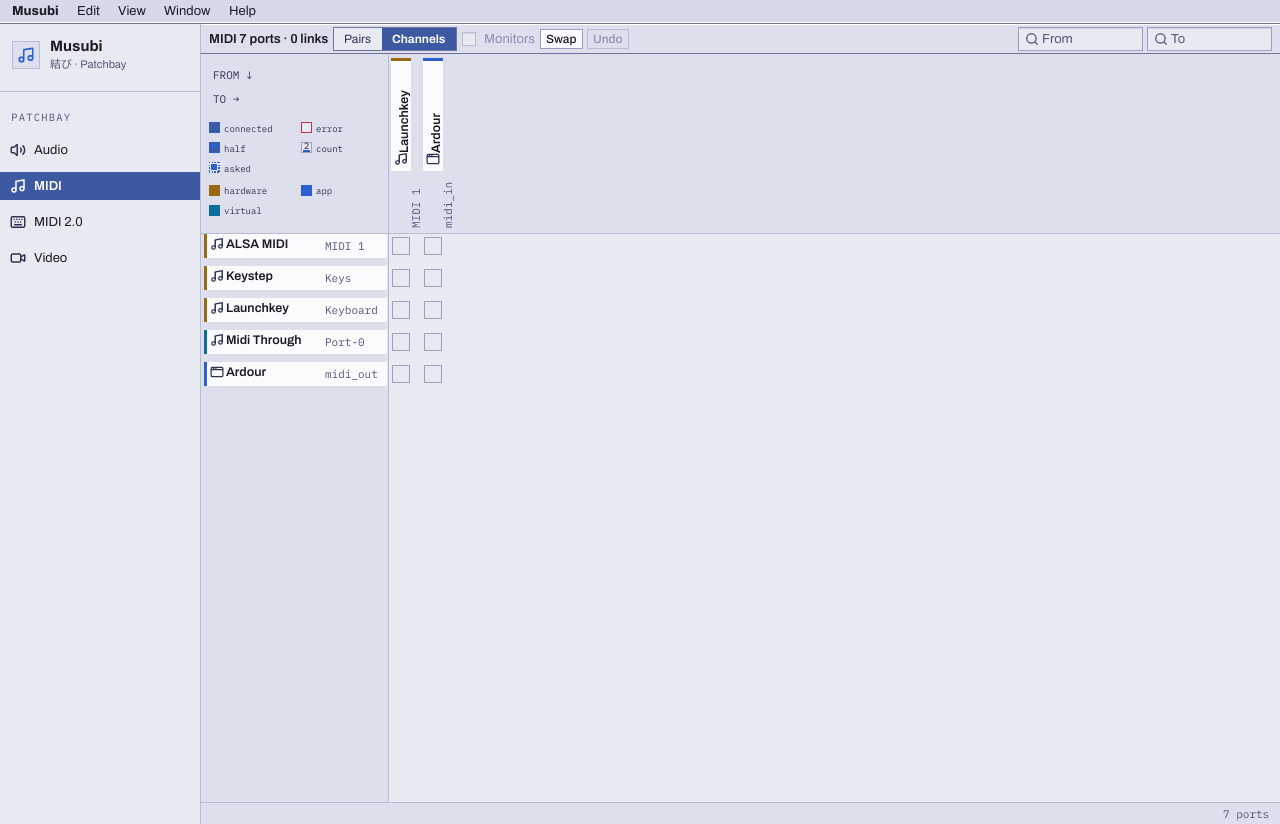 Musubi Edit View Window Help
Musubi
結び · Patchbay
PATCHBAY
Audio
MIDI
MIDI 2.0
Video
MIDI 7 ports · 0 links Pairs Channels Monitors Swap Undo From To
FROM ↓
TO →
connected error
half 2 count
asked
hardware app
virtual
Launchkey
MIDI 1
Ardour
midi_in
ALSA MIDI MIDI 1
Keystep Keys
Launchkey Keyboard
Midi Through Port-0
Ardour midi_out
7 ports